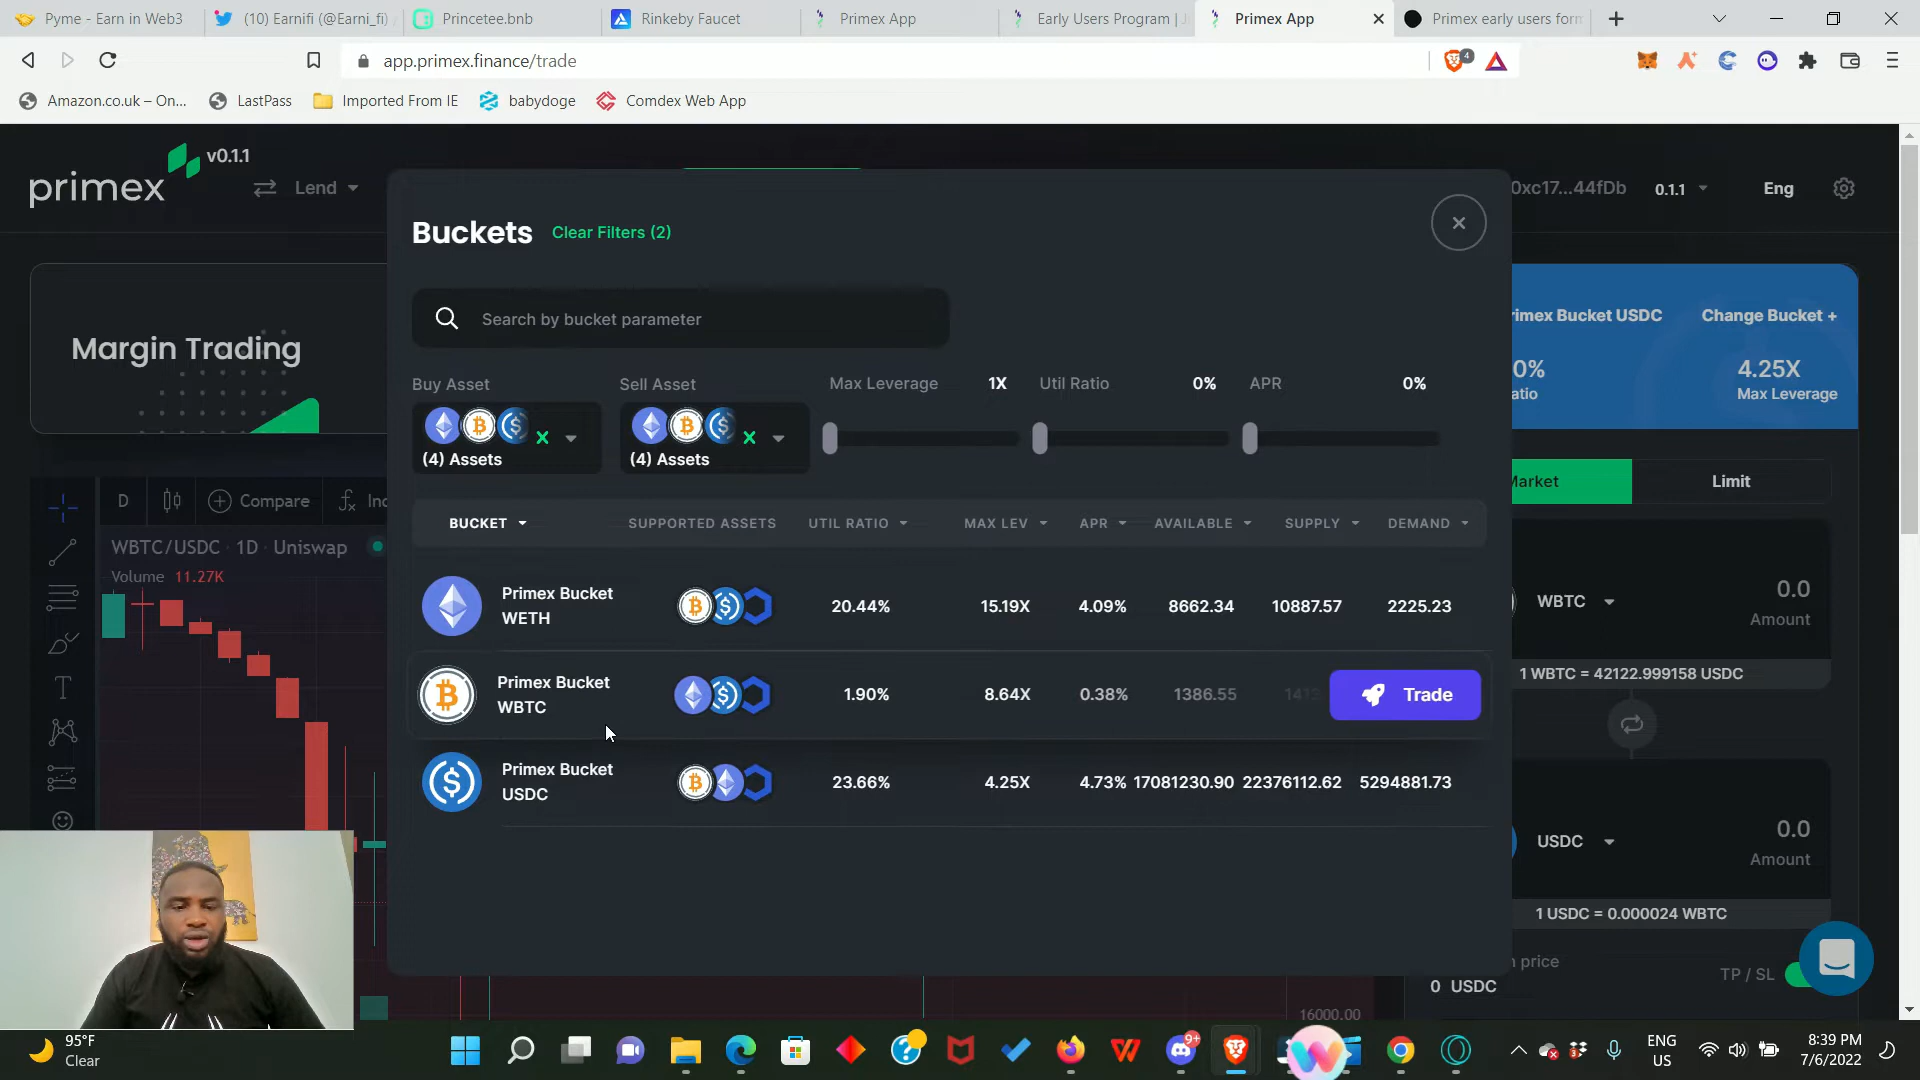 Pyme - Earn in Web3
(10) Earnifi (@Earni_fi)
Princetee.bnb
Rinkeby Faucet
Primex App
Early Users Program |
Primex App
Primex early users form
app.primex.finance/trade
4
Amazon.co.uk – On...
LastPass
Imported From IE
babydoge
Comdex Web App
primex
v0.1.1
Lend
0xc17...44fDb
0.1.1
Eng
Buckets
Clear Filters (2)
Search by bucket parameter
Margin Trading
rimex Bucket USDC
Change Bucket +
0%
atio
4.25X
Max Leverage
Buy Asset
Sell Asset
Max Leverage
1X
Util Ratio
0%
APR
0%
(4) Assets
(4) Assets
D
Compare
Inc
Market
Limit
BUCKET
SUPPORTED ASSETS
UTIL RATIO
MAX LEV
APR
AVAILABLE
SUPPLY
DEMAND
WBTC/USDC · 1D · Uniswap
Volume 11.27K
Primex Bucket
WETH
20.44%
15.19X
4.09%
8662.34
10887.57
2225.23
WBTC
0.0
Amount
1 WBTC = 42122.999158 USDC
Primex Bucket
WBTC
1.90%
8.64X
0.38%
1386.55
1413
Trade
Primex Bucket
USDC
23.66%
4.25X
4.73%
17081230.90
22376112.62
5294881.73
USDC
0.0
Amount
1 USDC = 0.000024 WBTC
n price
TP / SL
0 USDC
16000.00
95°F
Clear
9+
ENG
US
8:39 PM
7/6/2022